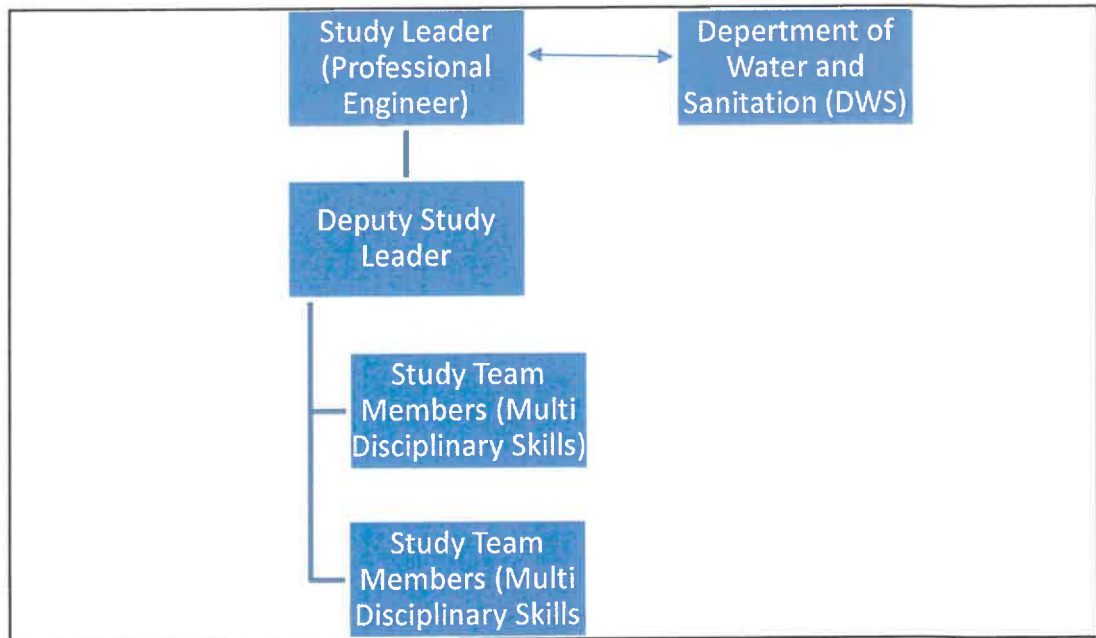 Study Leader
(Professional
Engineer)
Depertment of
Water and
Sanitation (DWS)
Deputy Study
Leader
Study Team
Members (Multi
Disciplinary Skills)
Study Team
Members (Multi
Disciplinary Skills